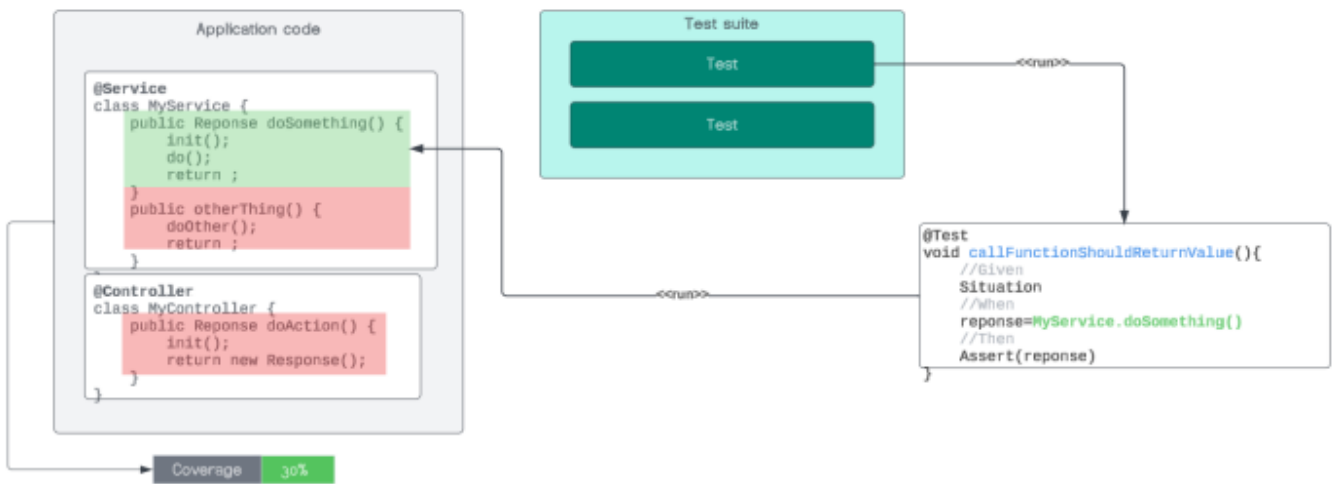 Application code
@Service
class MyService {
public Reponse doSomething() {
init();
do();
return ;
}
public otherThing() {
doOther();
return ;
}
}
@Controller
class MyController {
public Reponse doAction() {
init();
return new Response();
}
}
Coverage 30%
Test suite
Test
Test
<<run>>
<<run>>
@Test
void callFunctionShouldReturnValue(){
//Given
Situation
//When
reponse=MyService.doSomething()
//Then
Assert(reponse)
}